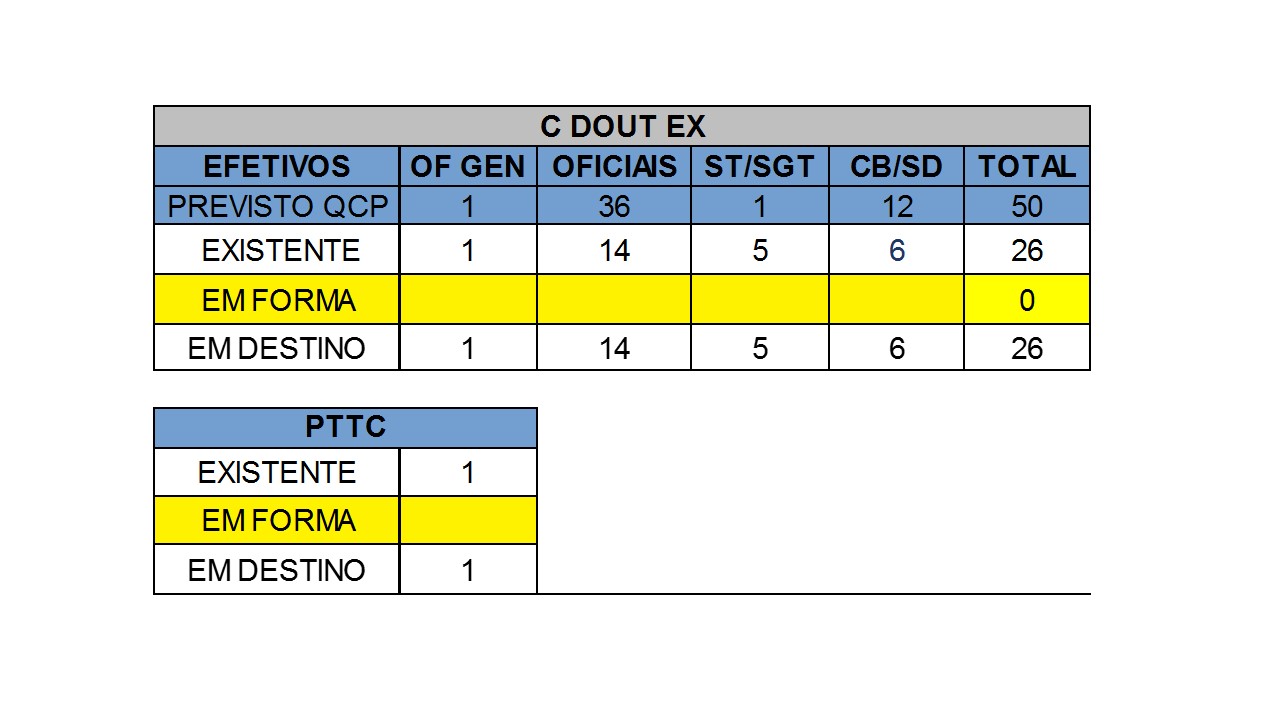 C DOUT EX
EFETIVOS OF GEN OFICIAIS ST/SGT CB/SD TOTAL
PREVISTO QCP 1 36 1 12 50
EXISTENTE 1 14 5 6 26
EM FORMA 0
EM DESTINO 1 14 5 6 26
PTTC
EXISTENTE 1
EM FORMA
EM DESTINO 1